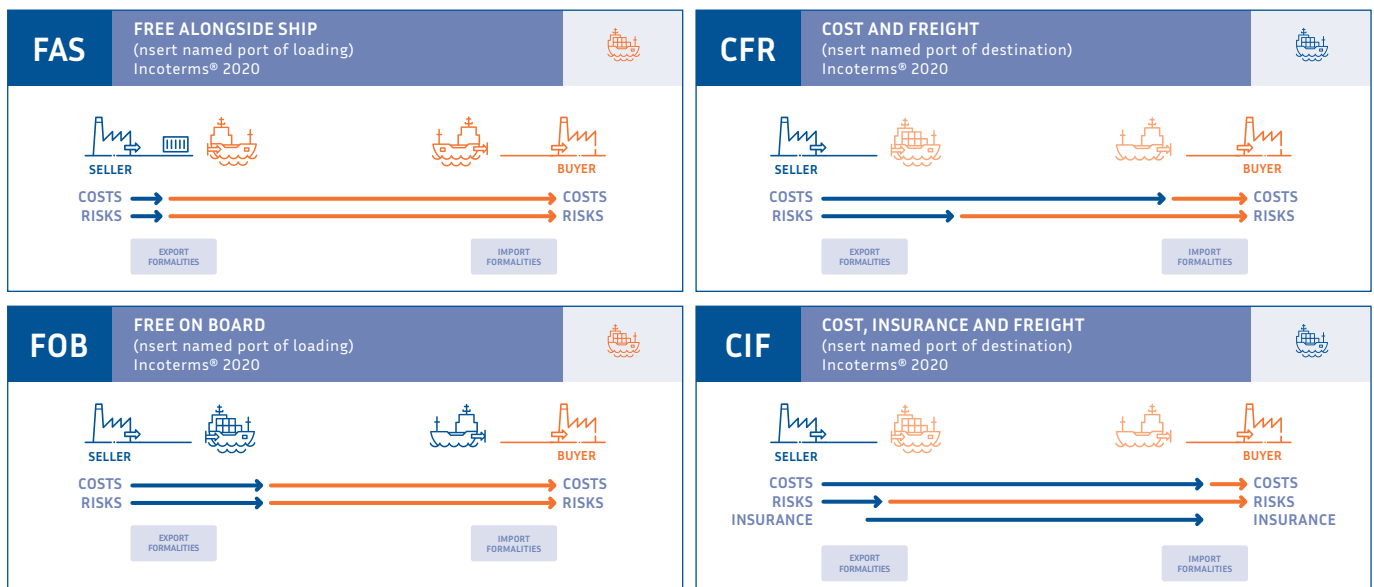 FAS
FREE ALONGSIDE SHIP
(nsert named port of loading)
Incoterms® 2020
SELLER
BUYER
COSTS
COSTS
RISKS
RISKS
EXPORT
FORMALITIES
IMPORT
FORMALITIES
CFR
COST AND FREIGHT
(nsert named port of destination)
Incoterms® 2020
SELLER
BUYER
COSTS
COSTS
RISKS
RISKS
EXPORT
FORMALITIES
IMPORT
FORMALITIES
FOB
FREE ON BOARD
(nsert named port of loading)
Incoterms® 2020
SELLER
BUYER
COSTS
COSTS
RISKS
RISKS
EXPORT
FORMALITIES
IMPORT
FORMALITIES
CIF
COST, INSURANCE AND FREIGHT
(nsert named port of destination)
Incoterms® 2020
SELLER
BUYER
COSTS
COSTS
RISKS
RISKS
INSURANCE
INSURANCE
EXPORT
FORMALITIES
IMPORT
FORMALITIES